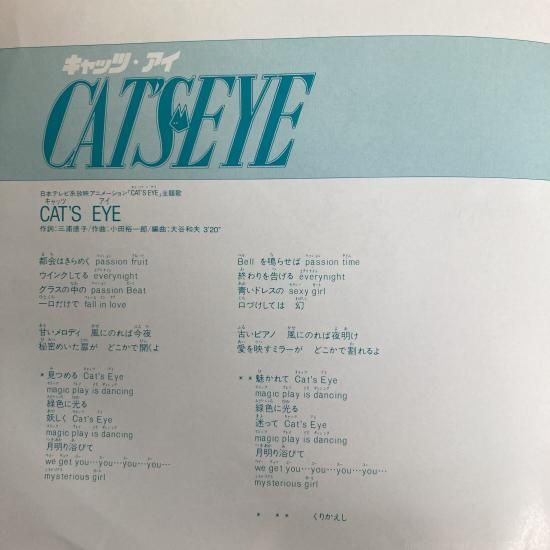 キャッツ・アイ
CAT'S EYE
日本テレビ系放映アニメーション「CAT'S EYE」主題歌
CAT'S EYE
作詞:三浦徳子/作曲:小田裕一郎/編曲:大谷和夫 3'20"
都会はきらめく passion fruit
ウインクしてる everynight
グラスの中の passion Beat
一口だけで fall in love
甘いメロディ 風にのれば今夜
秘密めいた扉が どこかで開くよ
* 見つめる Cat's Eye
magic play is dancing
緑色に光る
妖しく Cat's Eye
magic play is dancing
月明り浴びて
we get you…you…you…you…
mysterious girl
Bell を鳴らせば passion time
終わりを告げる everynight
青いドレスの sexy girl
口づけしては 幻
古いピアノ 風にのれば夜明け
愛を映すミラーが どこかで割れるよ
** 魅かれて Cat's Eye
magic play is dancing
緑色に光る
迷って Cat's Eye
magic play is dancing
月明り浴びて
we get you…you…you…you…
mysterious girl
* ** くりかえし